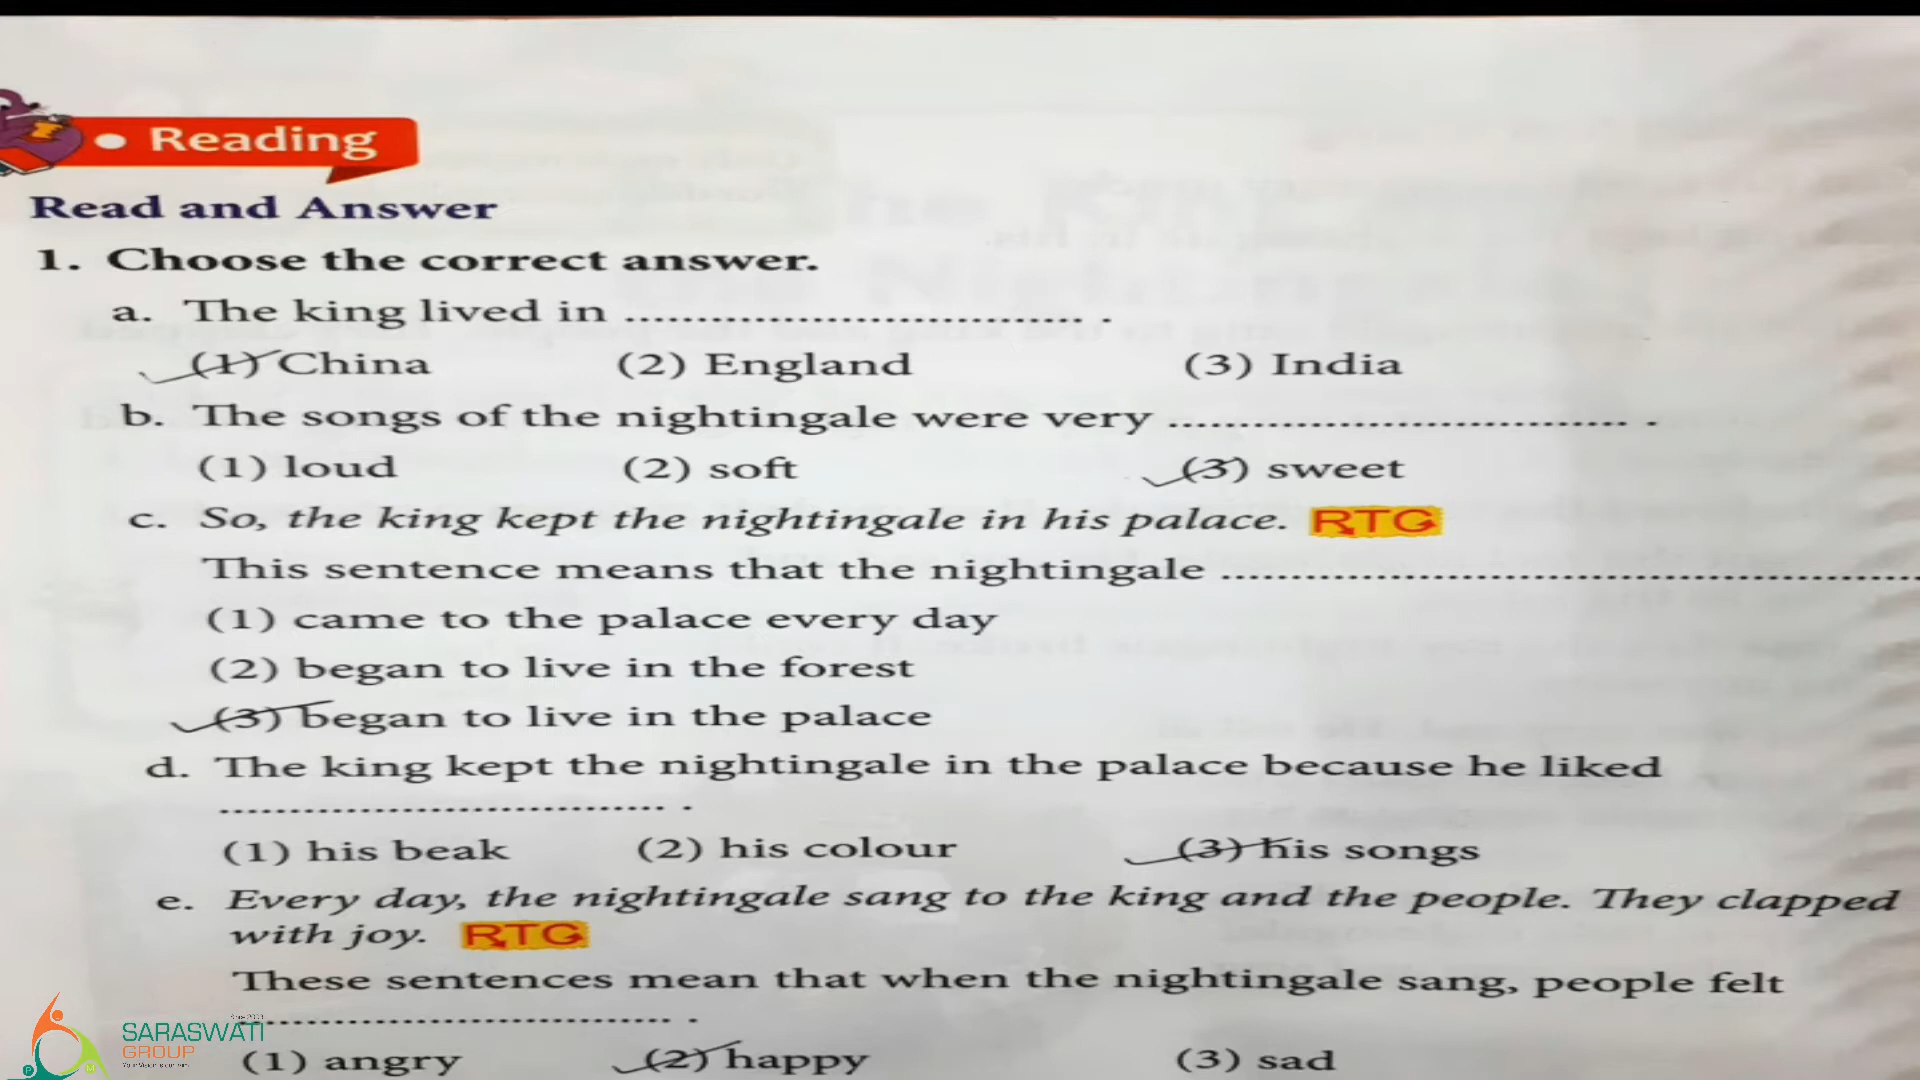 Reading
Read and Answer
1. Choose the correct answer.
a. The king lived in ................................ .
(1) China (2) England (3) India
b. The songs of the nightingale were very ................................ .
(1) loud (2) soft (3) sweet
c. So, the king kept the nightingale in his palace. RTG
This sentence means that the nightingale ................................
(1) came to the palace every day
(2) began to live in the forest
(3) began to live in the palace
d. The king kept the nightingale in the palace because he liked
................................ .
(1) his beak (2) his colour (3) his songs
e. Every day, the nightingale sang to the king and the people. They clapped
with joy. RTG
These sentences mean that when the nightingale sang, people felt
................................ .
(1) angry (2) happy (3) sad
SARASWATI
GROUP